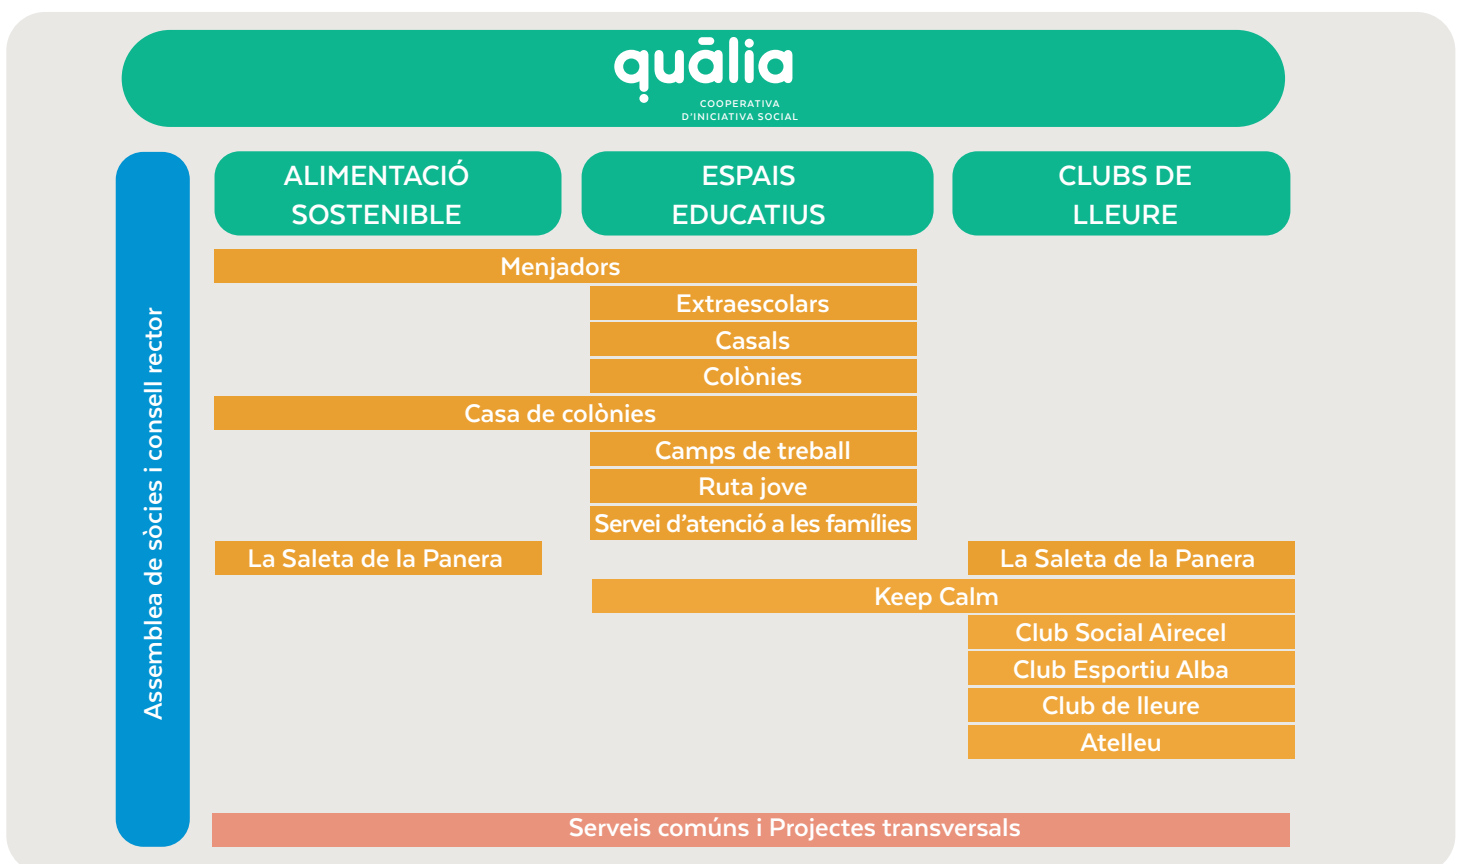 quālia
COOPERATIVA
D'INICIATIVA SOCIAL
Assemblea de sòcies i consell rector
ALIMENTACIÓ
SOSTENIBLE
ESPAIS
EDUCATIUS
CLUBS DE
LLEURE
Menjadors
Extraescolars
Casals
Colònies
Casa de colònies
Camps de treball
Ruta jove
Servei d'atenció a les famílies
La Saleta de la Panera
La Saleta de la Panera
Keep Calm
Club Social Airecel
Club Esportiu Alba
Club de lleure
Atelleu
Serveis comúns i Projectes transversals